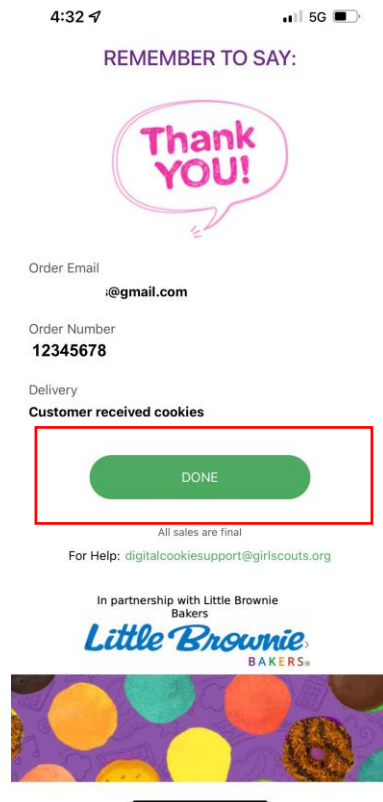 4:32
5G
REMEMBER TO SAY:
Thank
YOU!
Order Email
s@gmail.com
Order Number
12345678
Delivery
Customer received cookies
DONE
All sales are final
For Help: digitalcookiesupport@girlscouts.org
In partnership with Little Brownie
Bakers
Little Brownie
BAKERS